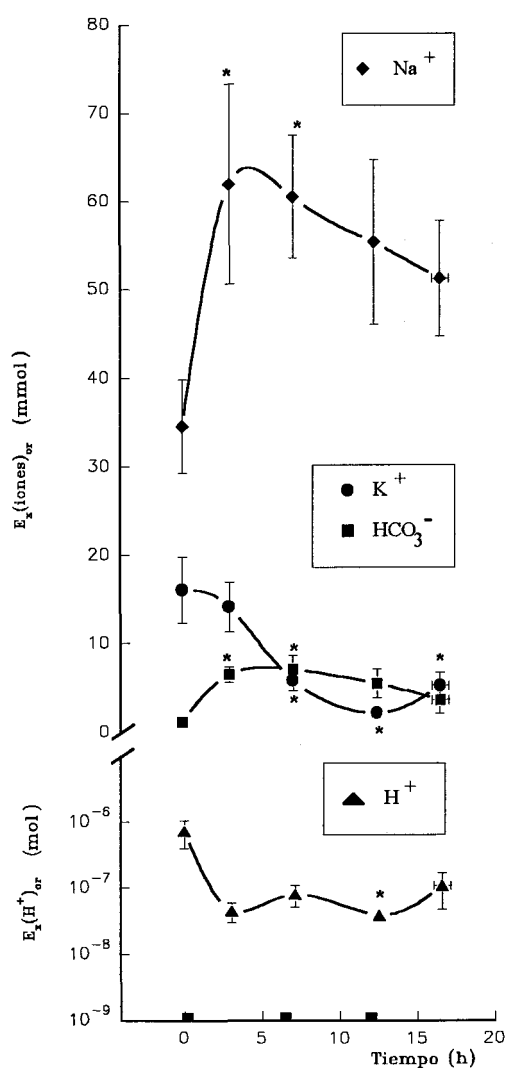 80
Na⁺
*
*
70
60
50
40
30
Eₓ(iones)ₒᵣ (mmol)
K⁺
HCO₃⁻
20
10
*
*
*
*
*
0
H⁺
10⁻⁶
10⁻⁷
*
10⁻⁸
10⁻⁹
Eₓ(H⁺)ₒᵣ (mol)
0 5 10 15 20
Tiempo (h)